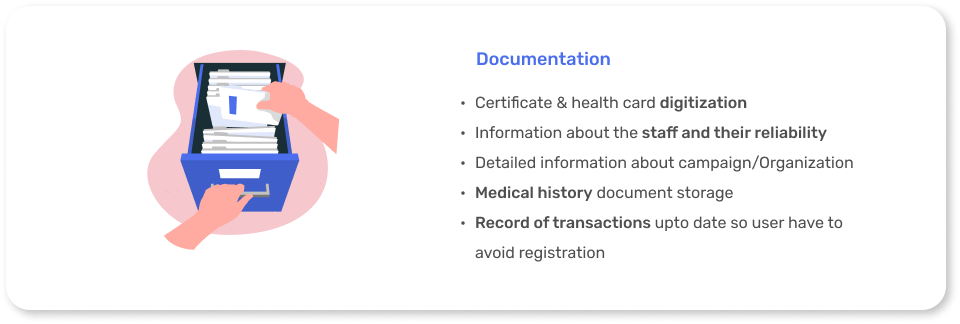 Documentation
• Certificate & health card digitization
• Information about the staff and their reliability
• Detailed information about campaign/Organization
• Medical history document storage
• Record of transactions upto date so user have to
avoid registration